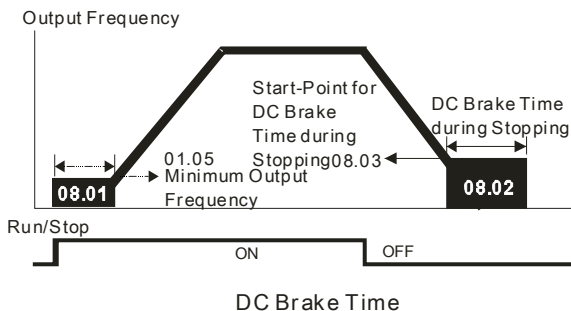 Output Frequency
Start-Point for
DC Brake
Time during
Stopping08.03
DC Brake Time
during Stopping
01.05
Minimum Output
Frequency
08.01
08.02
Run/Stop
ON
OFF
DC Brake Time